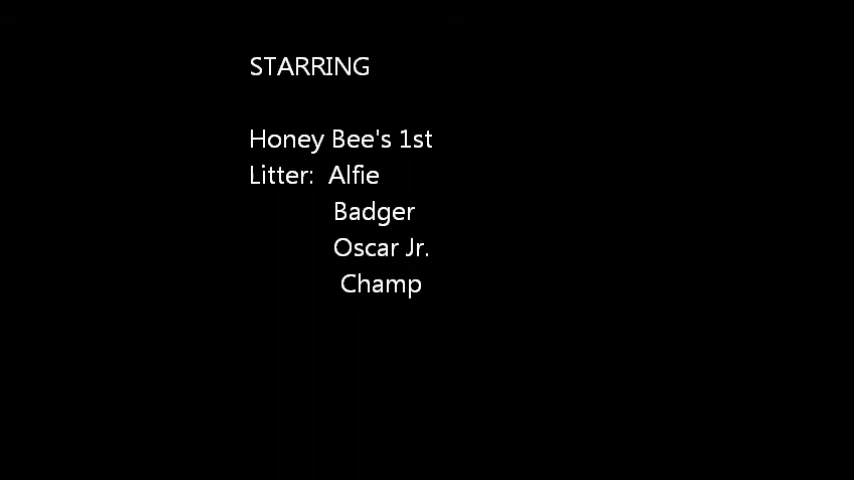 STARRING
Honey Bee's 1st
Litter: Alfie
Badger
Oscar Jr.
Champ